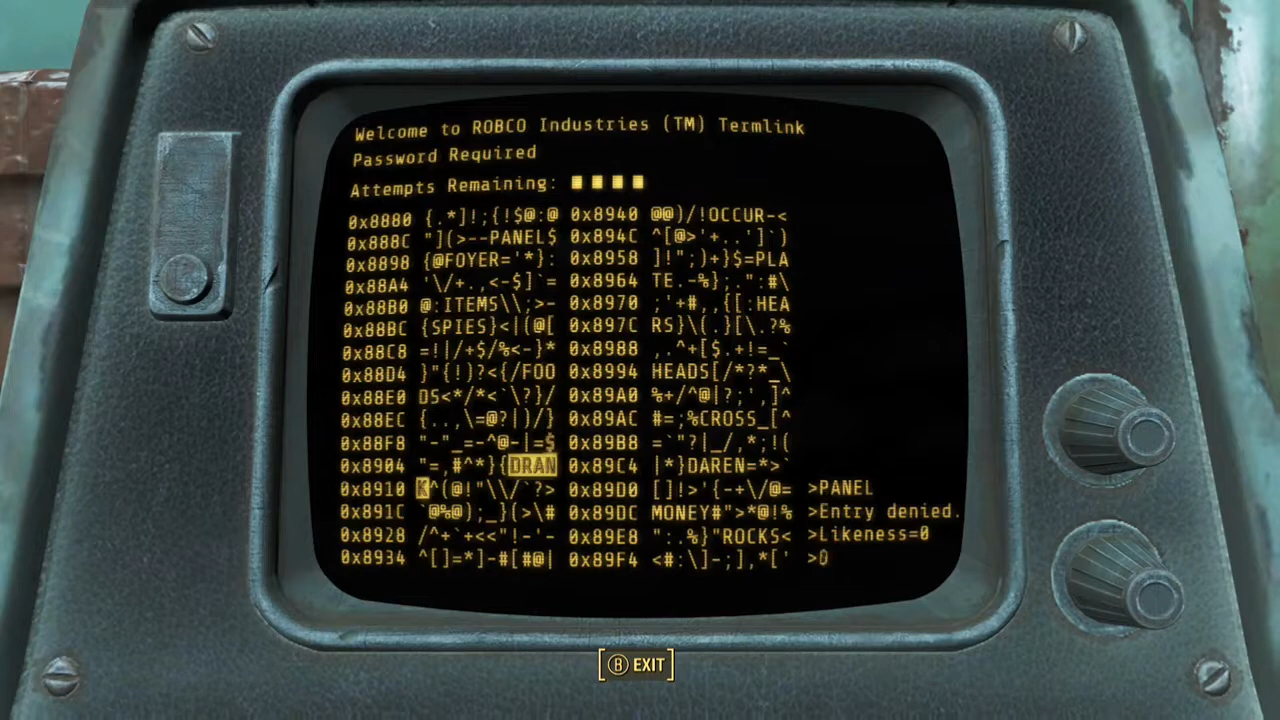 Welcome to ROBCO Industries (TM) Termlink
Password Required
Attempts Remaining: ■ ■ ■ ■
0x8880 {.*]!;{!$@:@ 0x8940 @@)/!OCCUR-<
0x888C "](>--PANEL$ 0x894C ^[@>'+..']`)
0x8898 {@FOYER='*}: 0x8958 ]!";)+}$=PLA
0x88A4 '\/+.,<-$]`= 0x8964 TE.-%};.":#\
0x88B0 @:ITEMS\\;>- 0x8970 ;'+#,,{[:HEA
0x88BC {SPIES}<|(@[ 0x897C RS}\(.}[\.?%
0x88C8 =!|/+$/%<-}* 0x8988 ,.^+[$.+!=_`
0x88D4 }"{!)?<{/FOO 0x8994 HEADS[/*?*_\
0x88E0 DS<*/*<`\?}/ 0x89A0 %+/^@|?;',]^
0x88EC {..,\=@?|)/} 0x89AC #=;%CROSS_[^
0x88F8 "-"_=-^@-|=$ 0x89B8 =`"?|_/,*;!(
0x8904 "=,#^*}{DRAN 0x89C4 |*}DAREN=*>`
0x8910 K^(@!"\\/`?> 0x89D0 []!>'{-+\/@= >PANEL
0x891C `@%@);_}(>\# 0x89DC MONEY#">*@!% >Entry denied.
0x8928 /^+`+<<"!-'- 0x89E8 ":.%}"ROCKS< >Likeness=0
0x8934 ^[]=*]-#[#@| 0x89F4 <#:\]-;],*[' >D
[Ⓑ EXIT]